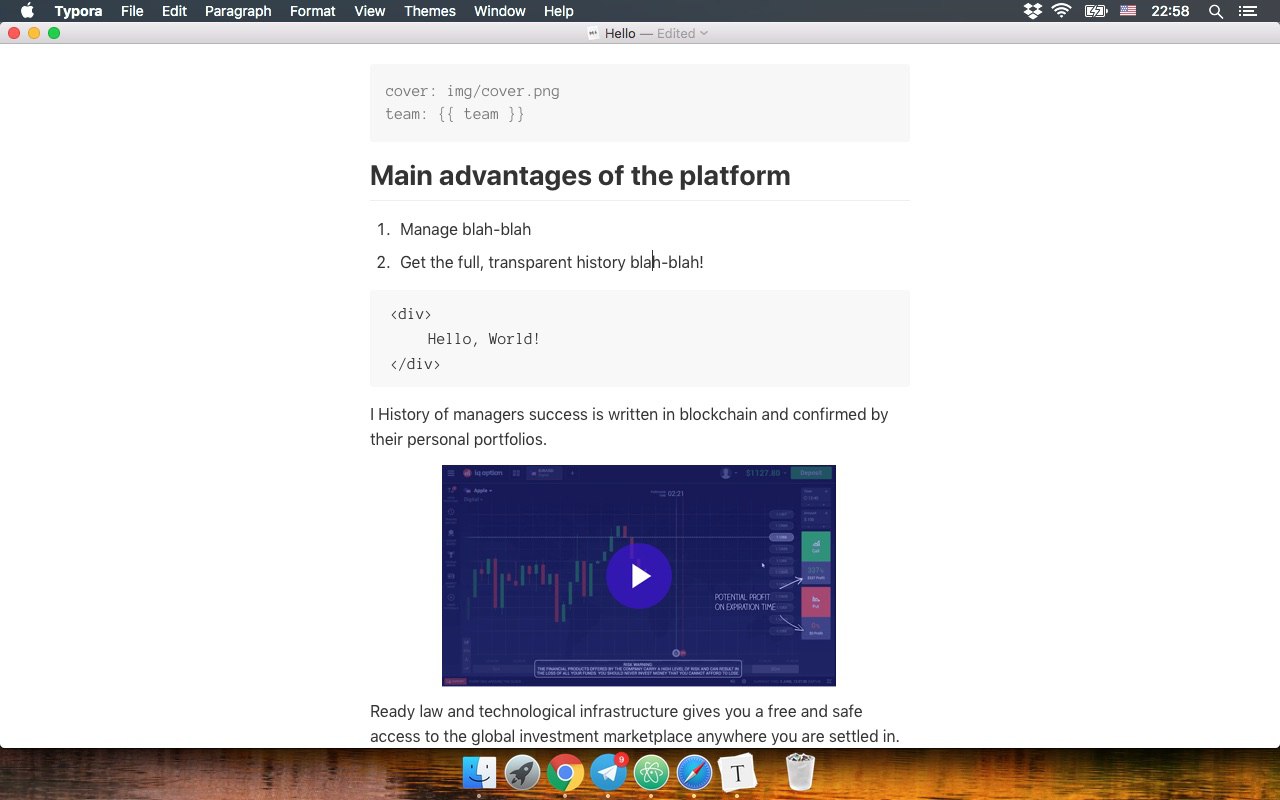 Typora File Edit Paragraph Format View Themes Window Help 22:58
Hello — Edited
cover: img/cover.png
team: {{ team }}
Main advantages of the platform
1. Manage blah-blah
2. Get the full, transparent history blah-blah!
<div>
Hello, World!
</div>
I History of managers success is written in blockchain and confirmed by
their personal portfolios.
iq option $1127.80 Deposit
Apple
Digital
02:21
Call
Put
POTENTIAL PROFIT
ON EXPIRATION TIME
RISK WARNING
THE FINANCIAL PRODUCTS OFFERED BY THE COMPANY CARRY A HIGH LEVEL OF RISK AND CAN RESULT IN
THE LOSS OF ALL YOUR FUNDS. YOU SHOULD NEVER INVEST MONEY THAT YOU CANNOT AFFORD TO LOSE
Ready law and technological infrastructure gives you a free and safe
access to the global investment marketplace anywhere you are settled in.
9
T